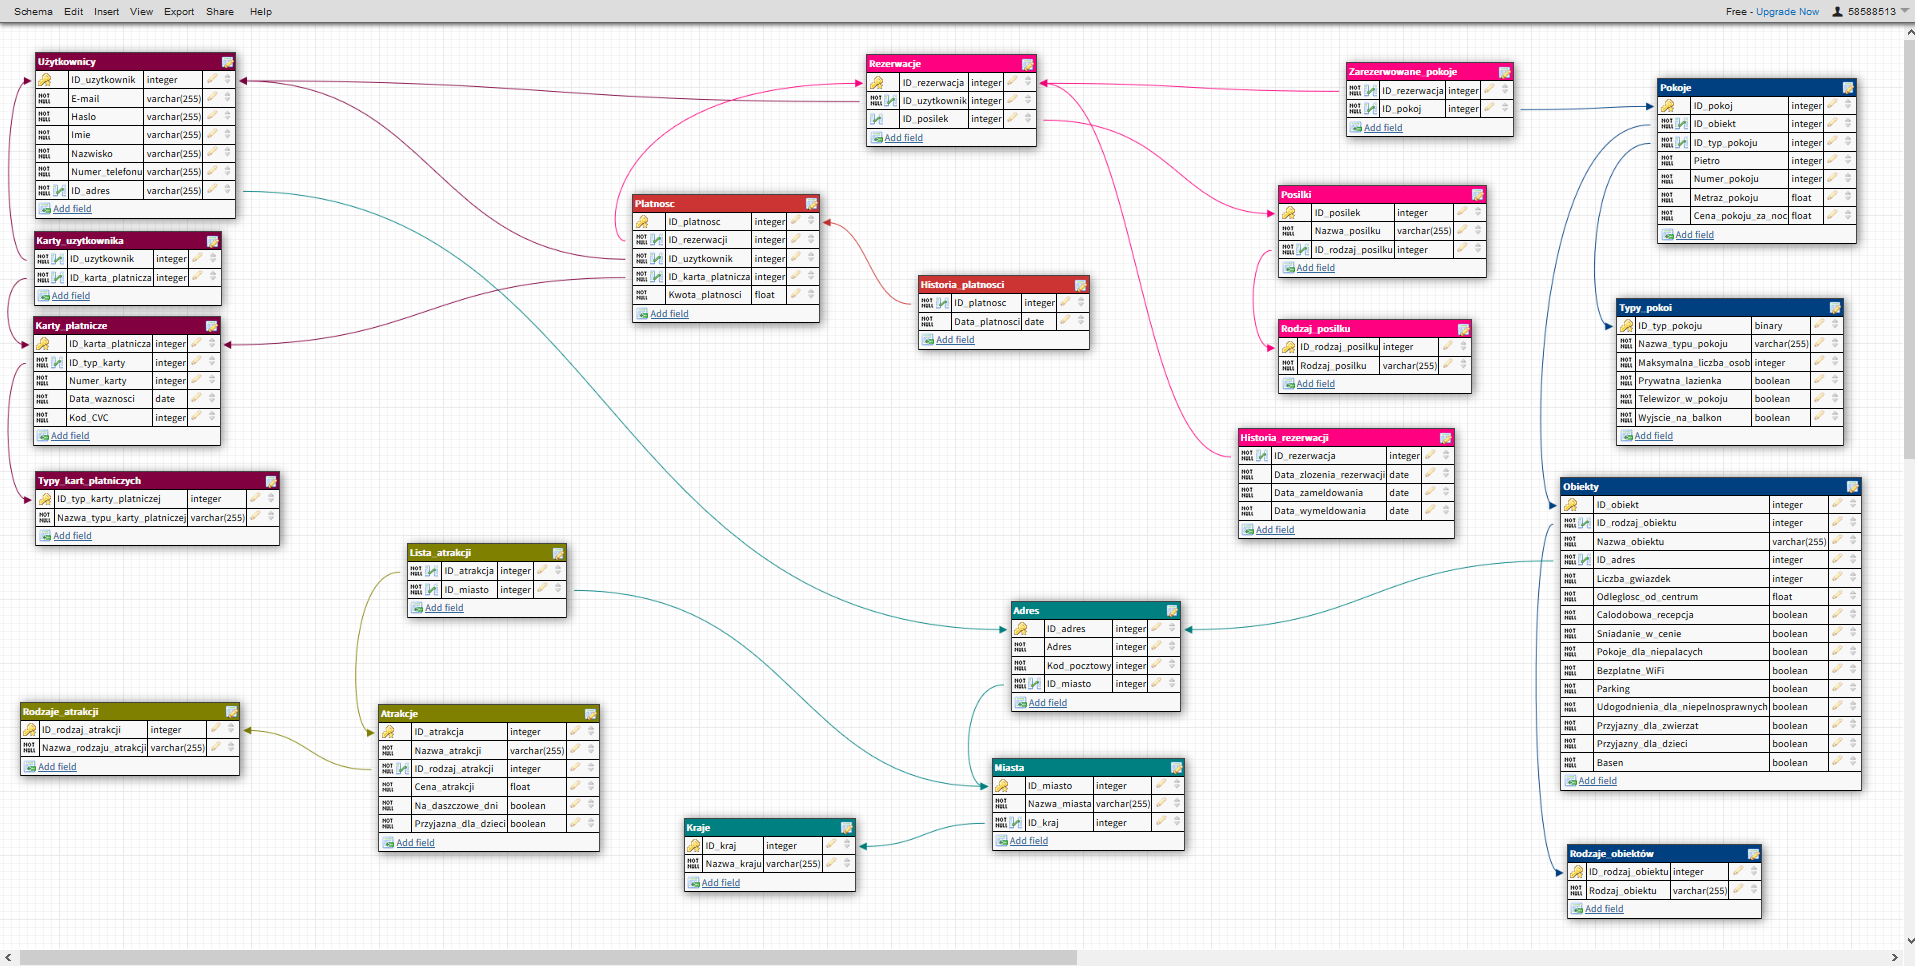 Schema Edit Insert View Export Share Help
Free - Upgrade Now 58588513
Użytkownicy
ID_uzytkownik integer
NOT NULL E-mail varchar(255)
NOT NULL Haslo varchar(255)
NOT NULL Imie varchar(255)
NOT NULL Nazwisko varchar(255)
NOT NULL Numer_telefonu varchar(255)
NOT NULL ID_adres varchar(255)
Add field
Karty_uzytkownika
NOT NULL ID_uzytkownik integer
NOT NULL ID_karta_platnicza integer
Add field
Karty_platnicze
ID_karta_platnicza integer
NOT NULL ID_typ_karty integer
NOT NULL Numer_karty integer
NOT NULL Data_waznosci date
NOT NULL Kod_CVC integer
Add field
Typy_kart_platniczych
ID_typ_karty_platniczej integer
NOT NULL Nazwa_typu_karty_platniczej varchar(255)
Add field
Rezerwacje
ID_rezerwacja integer
NOT NULL ID_uzytkownik integer
ID_posilek integer
Add field
Zarezerwowane_pokoje
NOT NULL ID_rezerwacja integer
NOT NULL ID_pokoj integer
Add field
Pokoje
ID_pokoj integer
NOT NULL ID_obiekt integer
NOT NULL ID_typ_pokoju integer
NOT NULL Pietro integer
NOT NULL Numer_pokoju integer
NOT NULL Metraz_pokoju float
NOT NULL Cena_pokoju_za_noc float
Add field
Platnosc
ID_platnosc integer
NOT NULL ID_rezerwacji integer
NOT NULL ID_uzytkownik integer
NOT NULL ID_karta_platnicza integer
NOT NULL Kwota_platnosci float
Add field
Historia_platnosci
NOT NULL ID_platnosc integer
NOT NULL Data_platnosci date
Add field
Posilki
ID_posilek integer
NOT NULL Nazwa_posilku varchar(255)
NOT NULL ID_rodzaj_posilku integer
Add field
Rodzaj_posilku
ID_rodzaj_posilku integer
NOT NULL Rodzaj_posilku varchar(255)
Add field
Typy_pokoi
ID_typ_pokoju binary
NOT NULL Nazwa_typu_pokoju varchar(255)
NOT NULL Maksymalna_liczba_osob integer
NOT NULL Prywatna_lazienka boolean
NOT NULL Telewizor_w_pokoju boolean
NOT NULL Wyjscie_na_balkon boolean
Add field
Historia_rezerwacji
NOT NULL ID_rezerwacja integer
NOT NULL Data_zlozenia_rezerwacji date
NOT NULL Data_zameldowania date
NOT NULL Data_wymeldowania date
Add field
Obiekty
ID_obiekt integer
NOT NULL ID_rodzaj_obiektu integer
NOT NULL Nazwa_obiektu varchar(255)
NOT NULL ID_adres integer
NOT NULL Liczba_gwiazdek integer
NOT NULL Odleglosc_od_centrum float
NOT NULL Calodobowa_recepcja boolean
NOT NULL Sniadanie_w_cenie boolean
NOT NULL Pokoje_dla_niepalacych boolean
NOT NULL Bezplatne_WiFi boolean
NOT NULL Parking boolean
NOT NULL Udogodnienia_dla_niepelnosprawnych boolean
NOT NULL Przyjazny_dla_zwierzat boolean
NOT NULL Przyjazny_dla_dzieci boolean
NOT NULL Basen boolean
Add field
Lista_atrakcji
NOT NULL ID_atrakcja integer
NOT NULL ID_miasto integer
Add field
Adres
ID_adres integer
NOT NULL Adres integer
NOT NULL Kod_pocztowy integer
NOT NULL ID_miasto integer
Add field
Rodzaje_atrakcji
ID_rodzaj_atrakcji integer
NOT NULL Nazwa_rodzaju_atrakcji varchar(255)
Add field
Atrakcje
ID_atrakcja integer
NOT NULL Nazwa_atrakcji varchar(255)
NOT NULL ID_rodzaj_atrakcji integer
NOT NULL Cena_atrakcji float
NOT NULL Na_daszczowe_dni boolean
NOT NULL Przyjazna_dla_dzieci boolean
Add field
Miasta
ID_miasto integer
NOT NULL Nazwa_miasta varchar(255)
NOT NULL ID_kraj integer
Add field
Kraje
ID_kraj integer
NOT NULL Nazwa_kraju varchar(255)
Add field
Rodzaje_obiektów
ID_rodzaj_obiektu integer
NOT NULL Rodzaj_obiektu varchar(255)
Add field